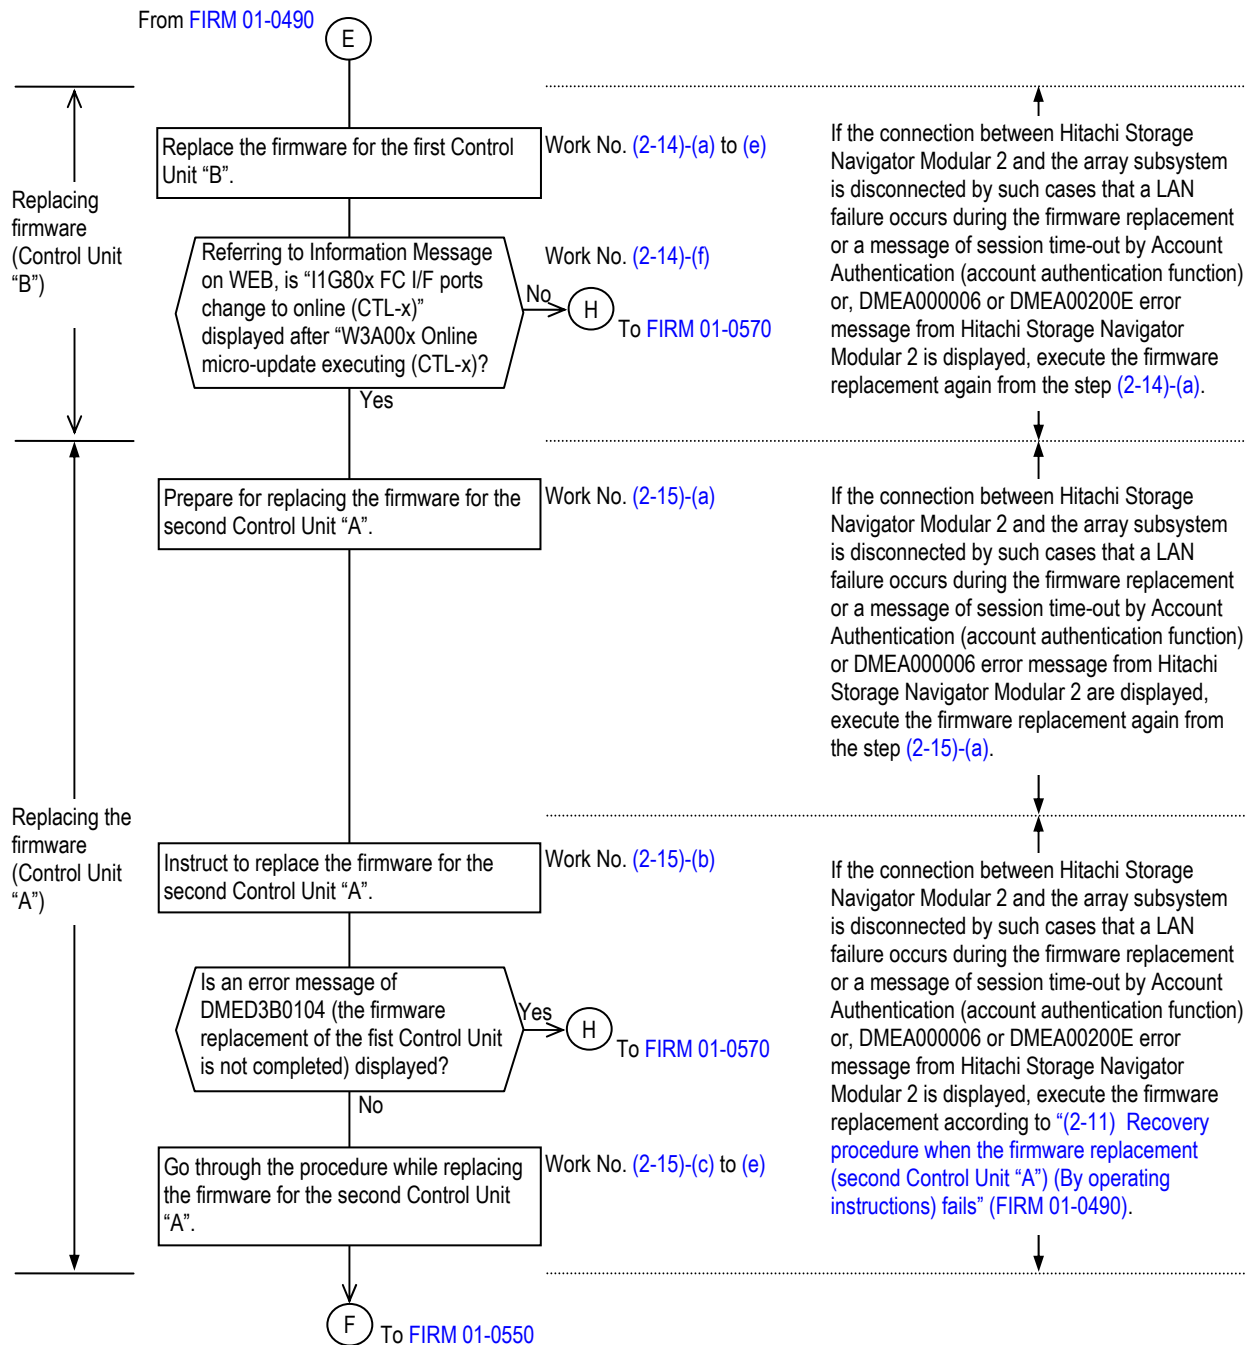 From FIRM 01-0490
E
Replacing
firmware
(Control Unit
“B”)
Replace the firmware for the first Control
Unit “B”.
Work No. (2-14)-(a) to (e)
Referring to Information Message
on WEB, is “I1G80x FC I/F ports
change to online (CTL-x)”
displayed after “W3A00x Online
micro-update executing (CTL-x)?
Work No. (2-14)-(f)
No
H
To FIRM 01-0570
Yes
If the connection between Hitachi Storage
Navigator Modular 2 and the array subsystem
is disconnected by such cases that a LAN
failure occurs during the firmware replacement
or a message of session time-out by Account
Authentication (account authentication function)
or, DMEA000006 or DMEA00200E error
message from Hitachi Storage Navigator
Modular 2 is displayed, execute the firmware
replacement again from the step (2-14)-(a).
Replacing the
firmware
(Control Unit
“A”)
Prepare for replacing the firmware for the
second Control Unit “A”.
Work No. (2-15)-(a)
If the connection between Hitachi Storage
Navigator Modular 2 and the array subsystem
is disconnected by such cases that a LAN
failure occurs during the firmware replacement
or a message of session time-out by Account
Authentication (account authentication function)
or DMEA000006 error message from Hitachi
Storage Navigator Modular 2 are displayed,
execute the firmware replacement again from
the step (2-15)-(a).
Instruct to replace the firmware for the
second Control Unit “A”.
Work No. (2-15)-(b)
Is an error message of
DMED3B0104 (the firmware
replacement of the fist Control Unit
is not completed) displayed?
Yes
H
To FIRM 01-0570
No
Go through the procedure while replacing
the firmware for the second Control Unit
“A”.
Work No. (2-15)-(c) to (e)
If the connection between Hitachi Storage
Navigator Modular 2 and the array subsystem
is disconnected by such cases that a LAN
failure occurs during the firmware replacement
or a message of session time-out by Account
Authentication (account authentication function)
or, DMEA000006 or DMEA00200E error
message from Hitachi Storage Navigator
Modular 2 is displayed, execute the firmware
replacement according to “(2-11) Recovery
procedure when the firmware replacement
(second Control Unit “A”) (By operating
instructions) fails” (FIRM 01-0490).
F
To FIRM 01-0550